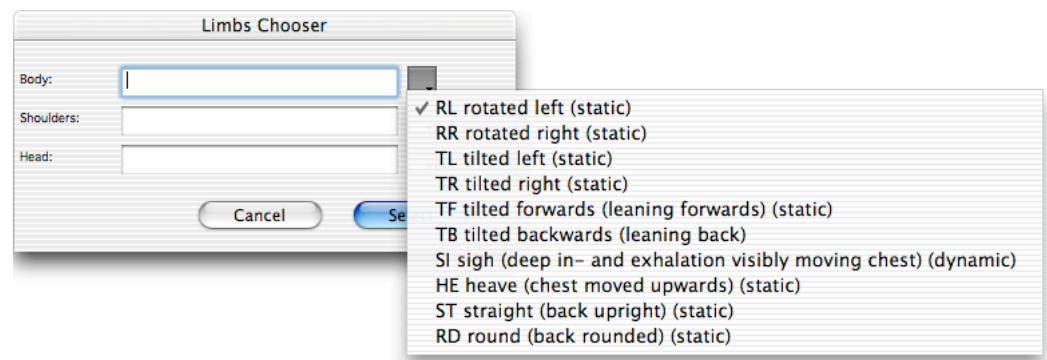 Limbs Chooser
Body:
Shoulders:
Head:
Cancel
Se
✓ RL rotated left (static)
RR rotated right (static)
TL tilted left (static)
TR tilted right (static)
TF tilted forwards (leaning forwards) (static)
TB tilted backwards (leaning back)
SI sigh (deep in– and exhalation visibly moving chest) (dynamic)
HE heave (chest moved upwards) (static)
ST straight (back upright) (static)
RD round (back rounded) (static)